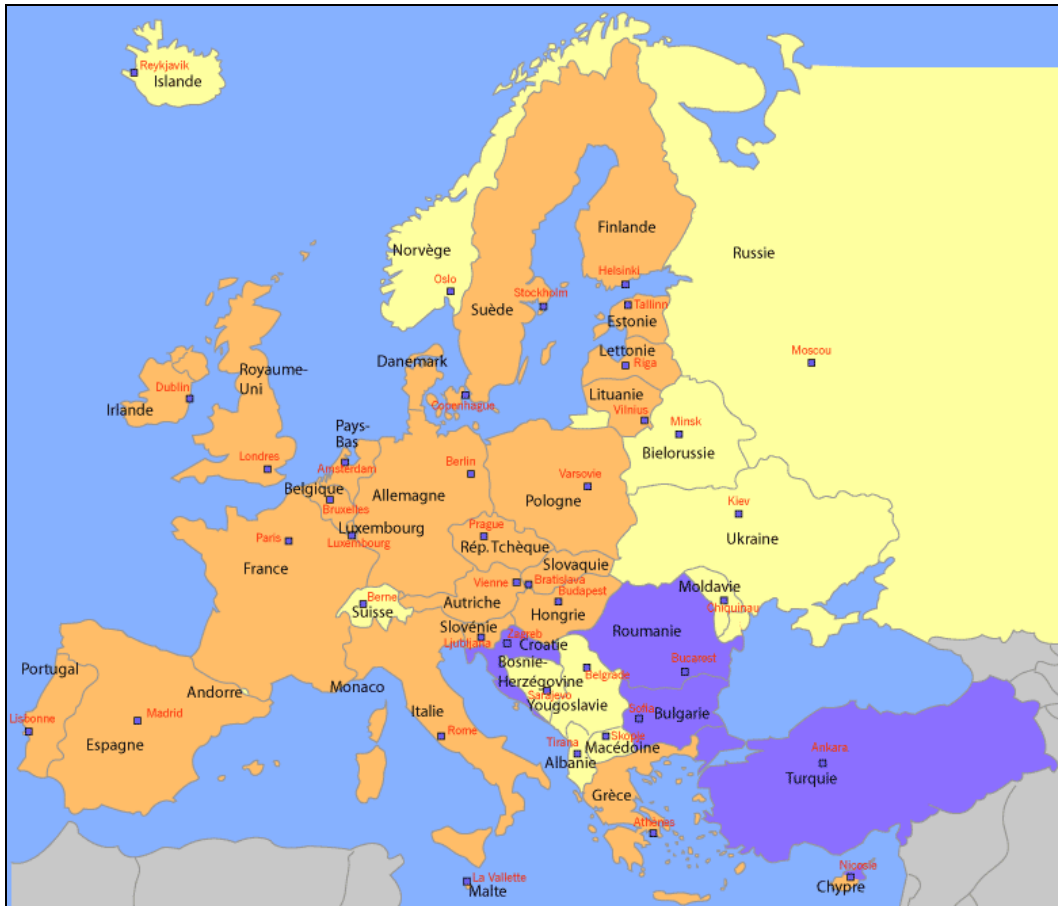 Reykjavik
Islande
Norvège
Oslo
Finlande
Helsinki
Russie
Suède
Stockholm
Tallinn
Estonie
Lettonie
Riga
Moscou
Danemark
Copenhague
Lituanie
Vilnius
Minsk
Bielorussie
Royaume-
Uni
Dublin
Irlande
Londres
Pays-
Bas
Amsterdam
Belgique
Bruxelles
Berlin
Allemagne
Varsovie
Pologne
Kiev
Ukraine
Luxembourg
Luxembourg
Paris
France
Prague
Rép. Tchèque
Slovaquie
Vienne
Bratislava
Budapest
Autriche
Hongrie
Berne
Suisse
Moldavie
Chiquinau
Slovénie
Ljubljana
Zagreb
Croatie
Roumanie
Bucarest
Bosnie-
Herzégovine
Sarajevo
Belgrade
Yougoslavie
Portugal
Lisbonne
Andorre
Madrid
Espagne
Monaco
Italie
Rome
Sofia
Bulgarie
Skopje
Macédoine
Tirana
Albanie
Grèce
Athènes
Ankara
Turquie
La Vallette
Malte
Nicosie
Chypre